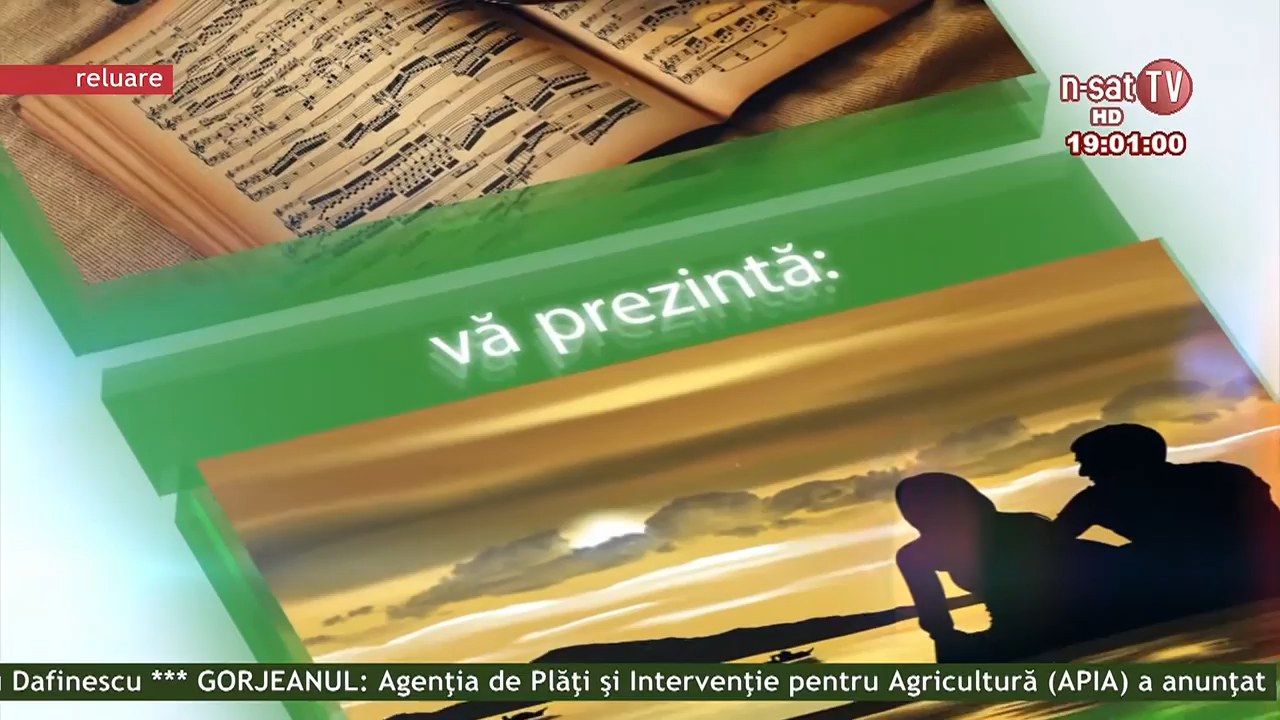 reluare
n-sat TV
HD
19:01:00
vă prezintă:
Dafinescu *** GORJEANUL: Agenţia de Plăţi şi Intervenţie pentru Agricultură (APIA) a anunţat